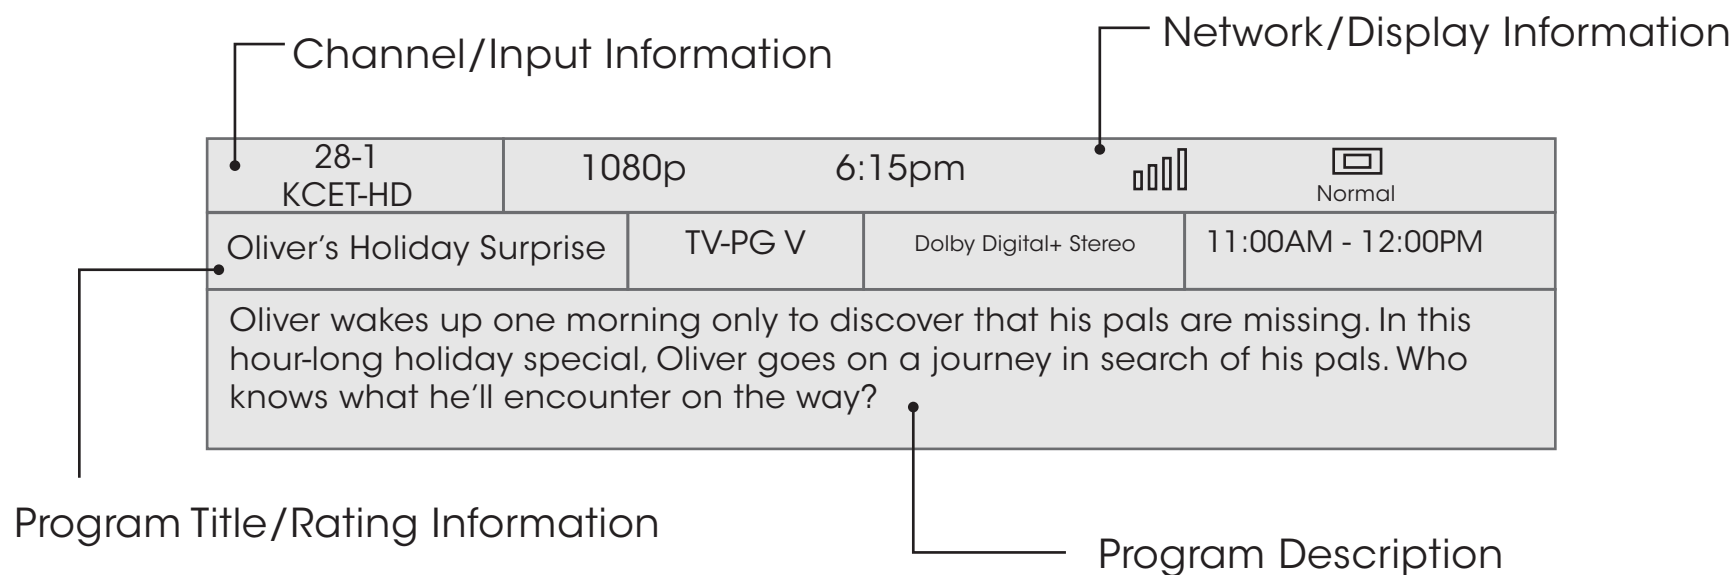 Channel/Input Information
Network/Display Information
28-1
KCET-HD
1080p
6:15pm
Normal
Oliver’s Holiday Surprise
TV-PG V
Dolby Digital+ Stereo
11:00AM - 12:00PM
Oliver wakes up one morning only to discover that his pals are missing. In this
hour-long holiday special, Oliver goes on a journey in search of his pals. Who
knows what he’ll encounter on the way?
Program Title/Rating Information
Program Description